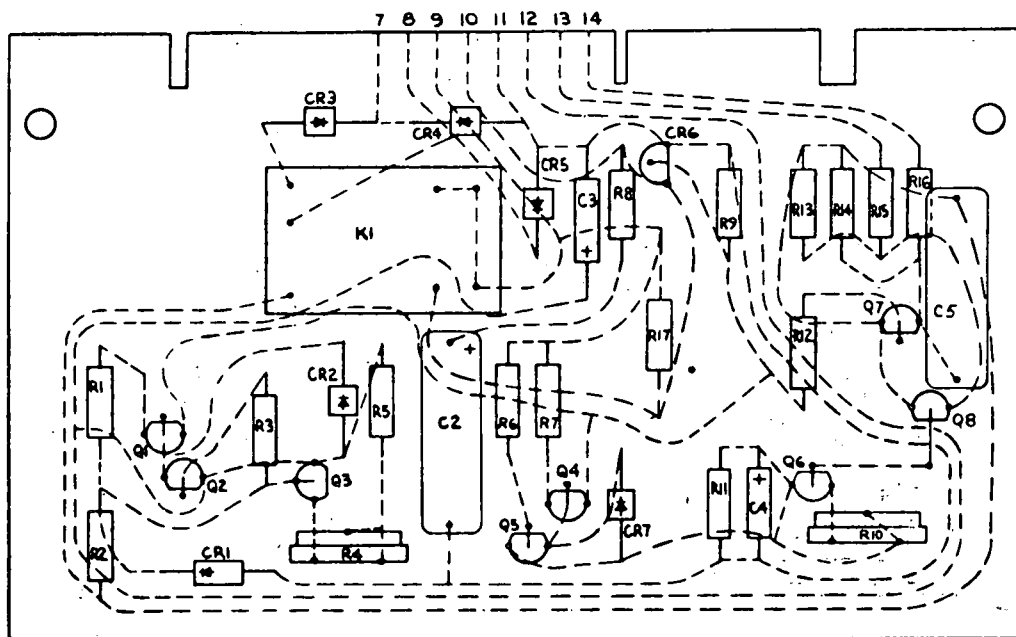 7 8 9 10 11 12 13 14
CR3
CR4
CR6
CR5
C3
R8
R9
R13
R14
R15
R16
K1
+
C5
Q7
R17
R12
+
R1
CR2
R5
C2
R6
R7
R3
Q8
Q1
Q2
Q3
Q4
Q6
R11
+
C4
Q5
CR7
R10
R2
CR1
R4